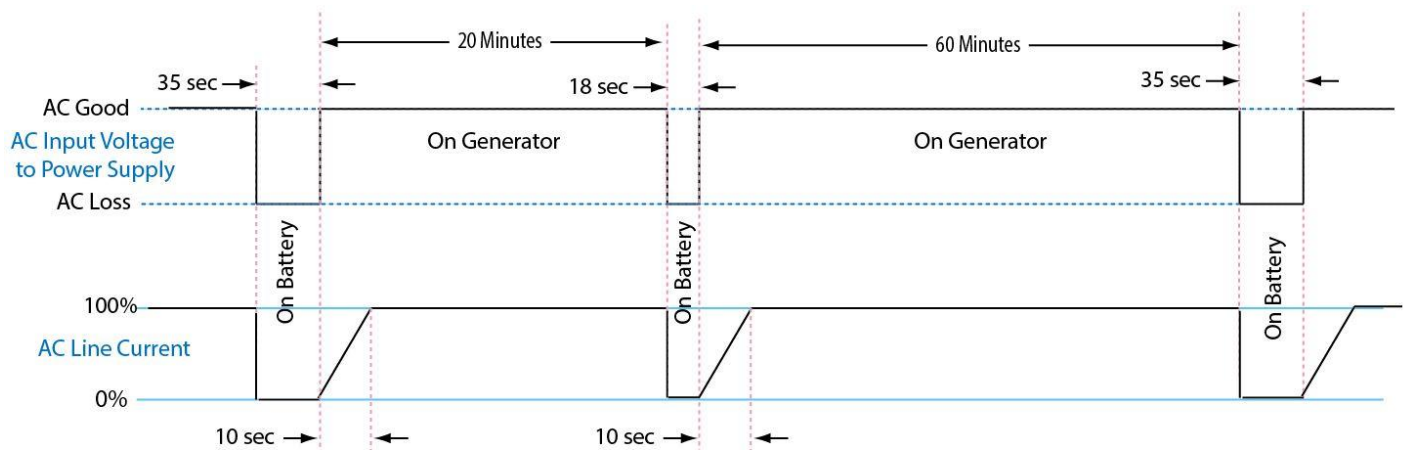 20 Minutes
60 Minutes
35 sec
18 sec
35 sec
AC Good
AC Input Voltage
to Power Supply
On Generator
On Generator
AC Loss
On Battery
On Battery
On Battery
100%
AC Line Current
0%
10 sec
10 sec